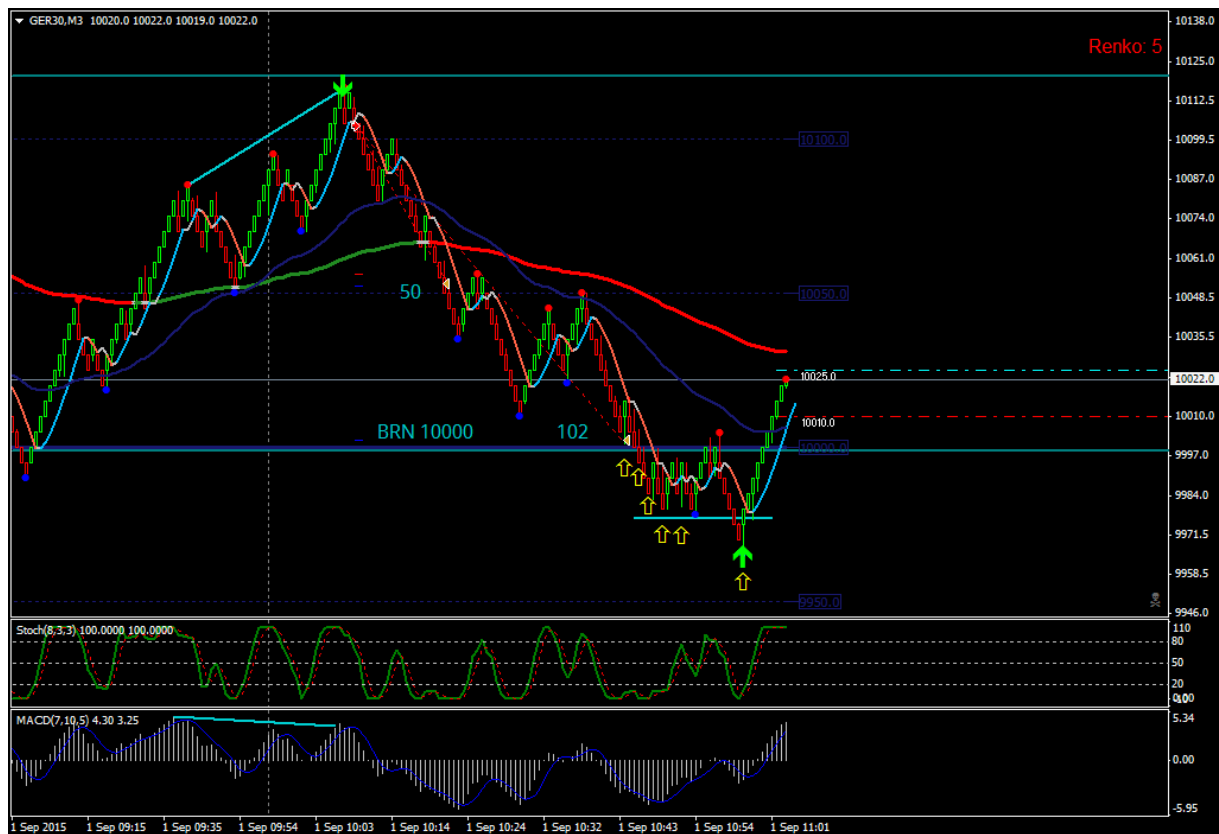 GER30,M3 10020.0 10022.0 10019.0 10022.0
Renko: 5
10138.0
10125.0
10112.5
10099.5
10087.0
10074.0
10061.0
10048.5
10035.5
10022.0
10010.0
9997.0
9984.0
9971.5
9958.5
9946.0
10100.0
10050.0
50
10025.0
10010.0
BRN 10000
102
10000.0
9950.0
Stoch(8,3,3) 100.0000 100.0000
110
80
50
20
MACD(7,10,5) 4.30 3.25
5.34
0.00
-5.95
1 Sep 2015
1 Sep 09:15
1 Sep 09:35
1 Sep 09:54
1 Sep 10:03
1 Sep 10:14
1 Sep 10:24
1 Sep 10:32
1 Sep 10:43
1 Sep 10:54
1 Sep 11:01